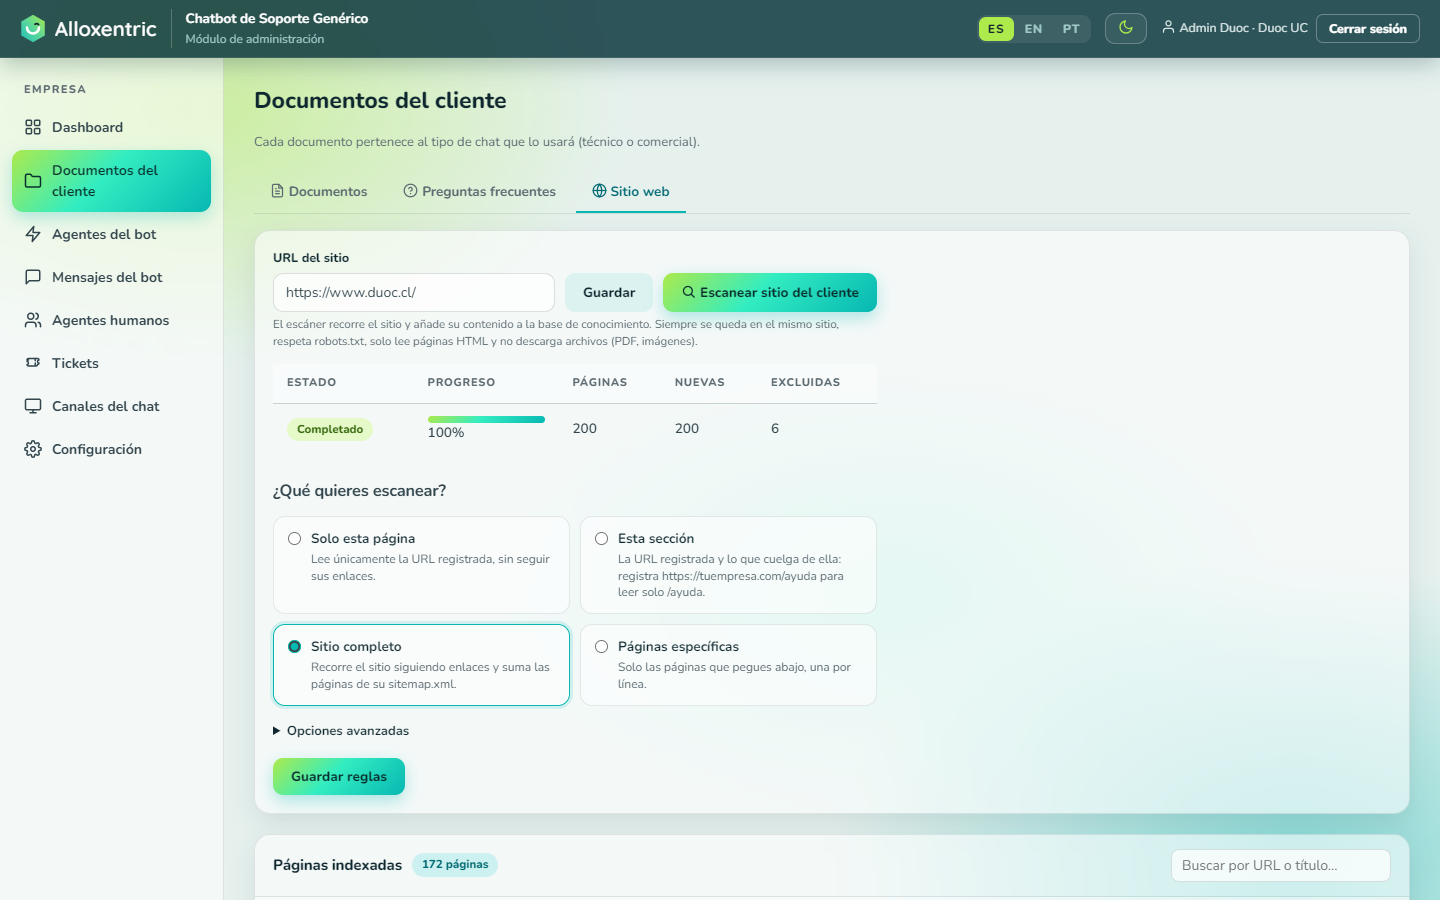 Alloxentric
Chatbot de Soporte Genérico
Módulo de administración
ES EN PT
Admin Duoc · Duoc UC
Cerrar sesión
EMPRESA
Dashboard
Documentos del
cliente
Agentes del bot
Mensajes del bot
Agentes humanos
Tickets
Canales del chat
Configuración
Documentos del cliente
Cada documento pertenece al tipo de chat que lo usará (técnico o comercial).
Documentos
Preguntas frecuentes
Sitio web
URL del sitio
https://www.duoc.cl/
Guardar
Escanear sitio del cliente
El escáner recorre el sitio y añade su contenido a la base de conocimiento. Siempre se queda en el mismo sitio,
respeta robots.txt, solo lee páginas HTML y no descarga archivos (PDF, imágenes).
ESTADO PROGRESO PÁGINAS NUEVAS EXCLUIDAS
Completado 100% 200 200 6
¿Qué quieres escanear?
Solo esta página
Lee únicamente la URL registrada, sin seguir
sus enlaces.
Esta sección
La URL registrada y lo que cuelga de ella:
registra https://tuempresa.com/ayuda para
leer solo /ayuda.
Sitio completo
Recorre el sitio siguiendo enlaces y suma las
páginas de su sitemap.xml.
Páginas específicas
Solo las páginas que pegues abajo, una por
línea.
Opciones avanzadas
Guardar reglas
Páginas indexadas
172 páginas
Buscar por URL o título...